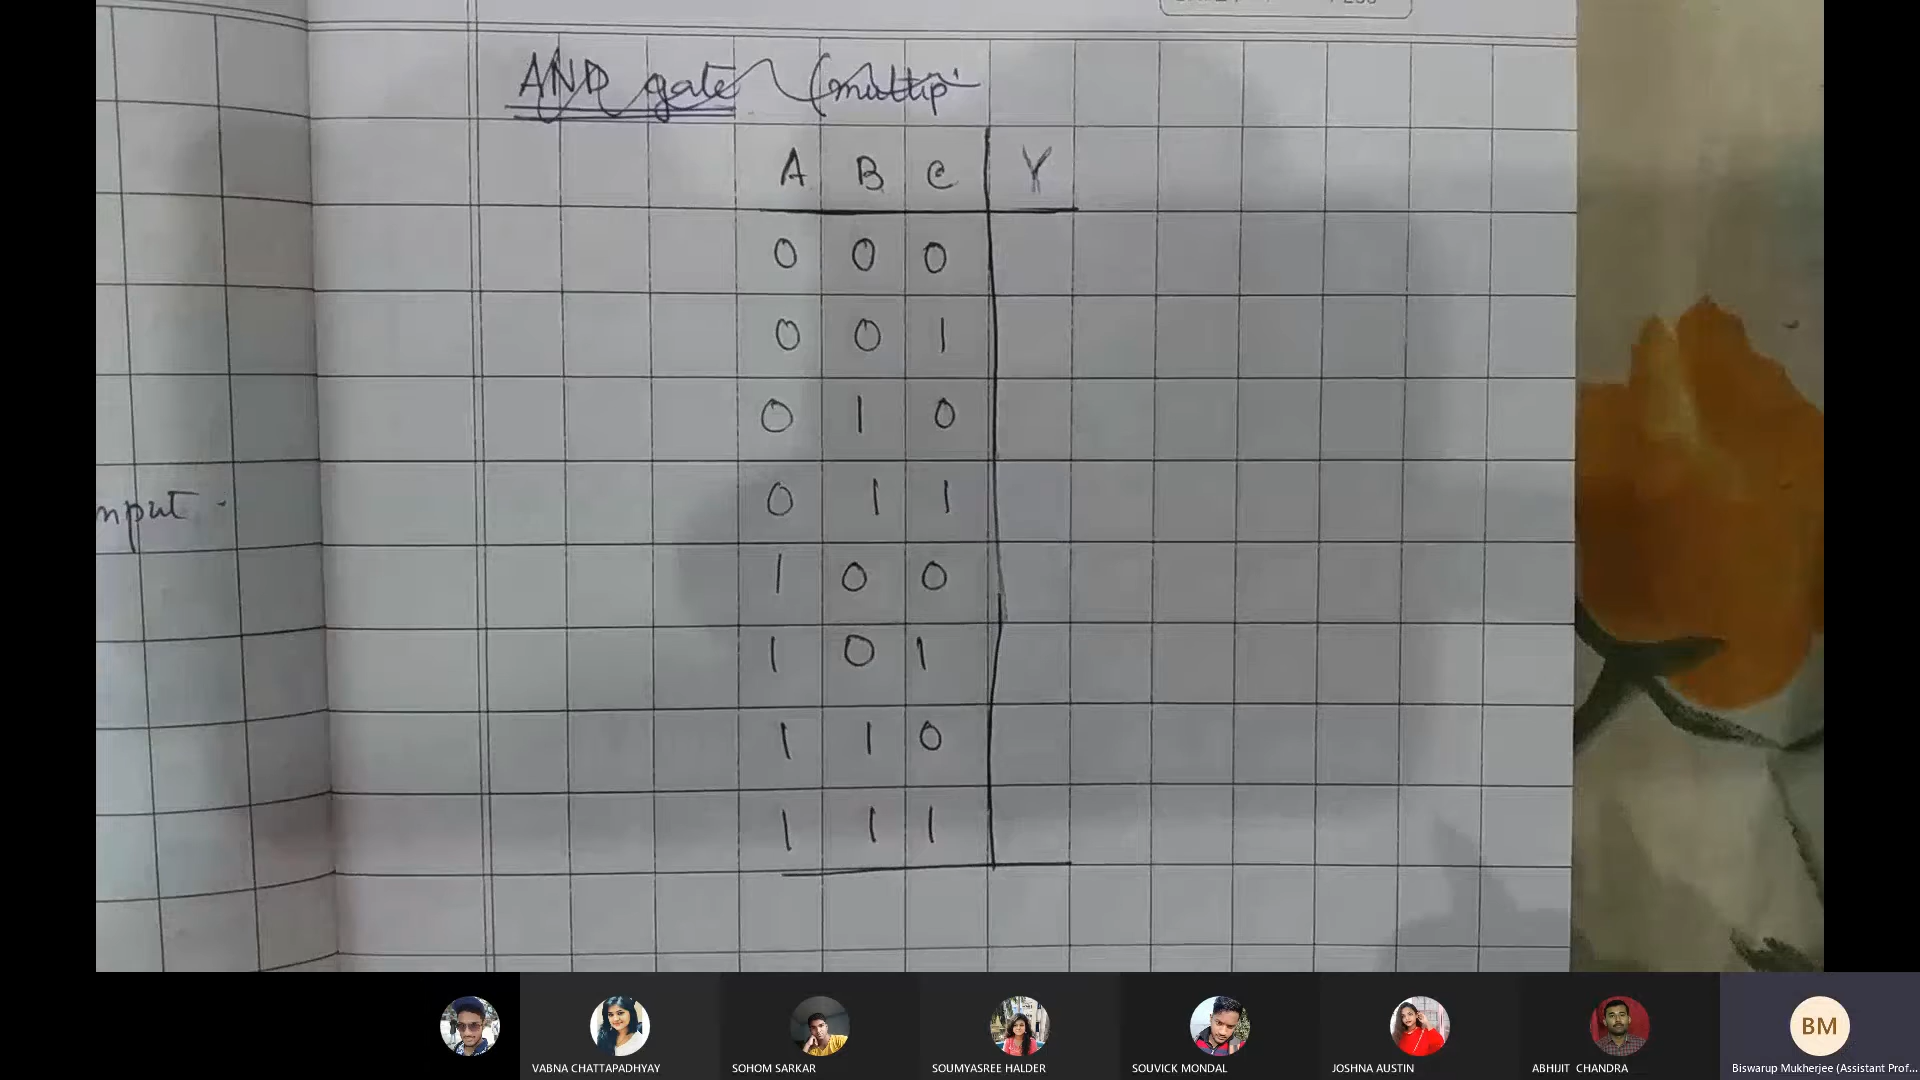 AND gate (multip
A B C Y
0 0 0
0 0 1
0 1 0
0 1 1
nput -
1 0 0
1 0 1
1 1 0
1 1 1
VABNA CHATTAPADHYAY
SOHOM SARKAR
SOUMYASREE HALDER
SOUVICK MONDAL
JOSHNA AUSTIN
ABHIJIT CHANDRA
BM
Biswarup Mukherjee (Assistant Prof...